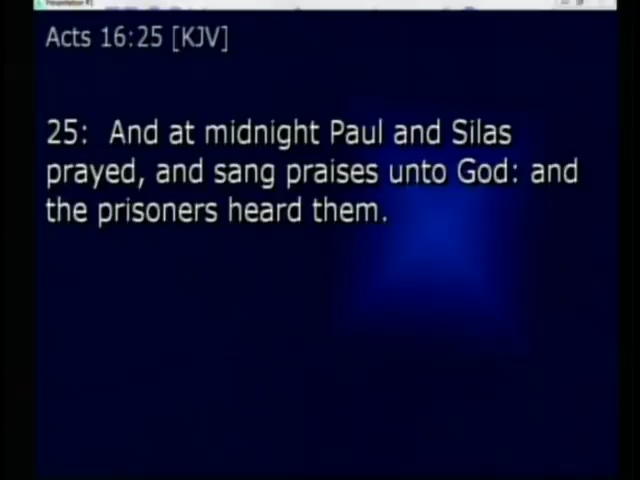 Acts 16:25 [KJV]
25: And at midnight Paul and Silas
prayed, and sang praises unto God: and
the prisoners heard them.